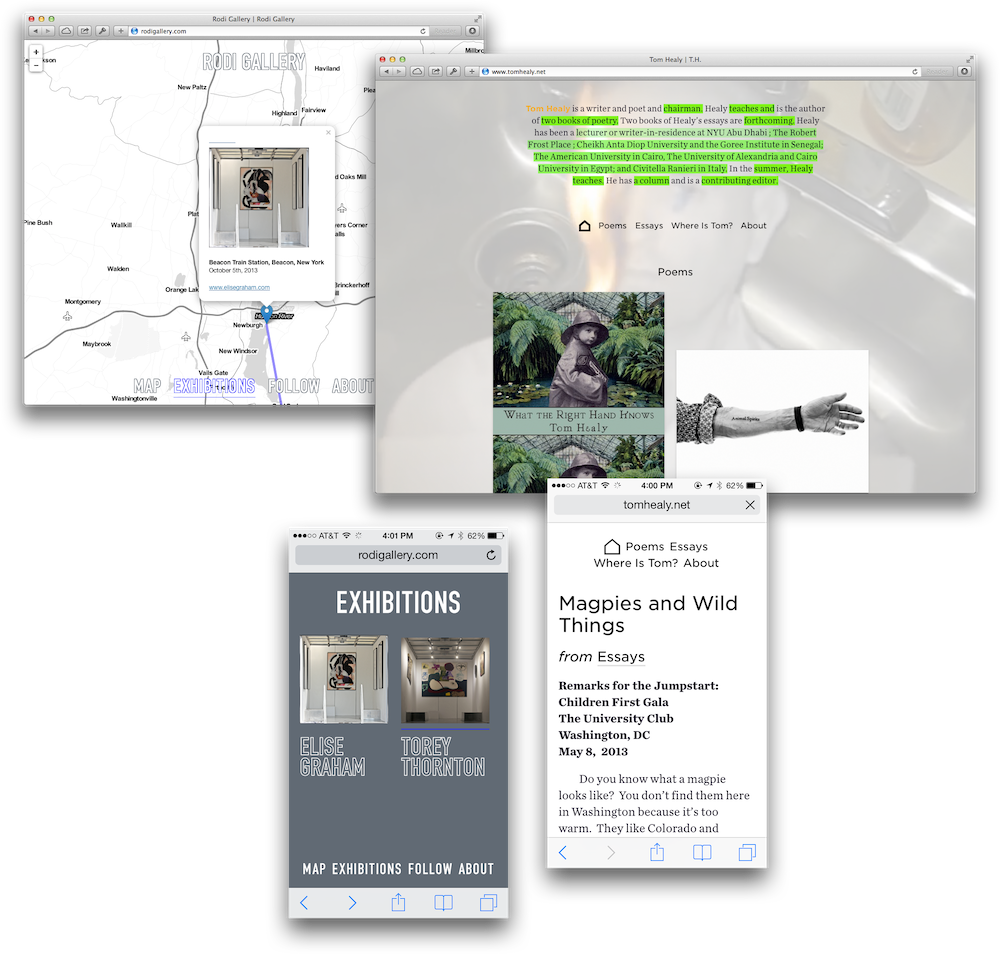 Rodi Gallery | Rodi Gallery
rodigallery.com
RODI GALLERY
Haviland
New Paltz
Highland
Fairview
Oak Mills
Pine Bush
Wallkill
Walden
Orange Lak
Montgomery
Maybrook
Newburgh
New Windsor
Vails Gate
Washingtonville
Brinckerhoff
Beacon Train Station, Beacon, New York
October 5th, 2013
www.elisegraham.com
MAP EXHIBITIONS FOLLOW ABOUT
Tom Healy | T.H.
www.tomhealy.net
Tom Healy is a writer and poet and chairman. Healy teaches and is the author
of two books of poetry. Two books of Healy's essays are forthcoming. Healy
has been a lecturer or writer-in-residence at NYU Abu Dhabi ; The Robert
Frost Place ; Cheikh Anta Diop University and the Goree Institute in Senegal;
The American University in Cairo, The University of Alexandria and Cairo
University in Egypt; and Civitella Ranieri in Italy. In the summer, Healy
teaches. He has a column and is a contributing editor.
Poems Essays Where Is Tom? About
Poems
What the Right Hand Knows
Tom Healy
Animal Spirits
AT&T 4:00 PM 62%
tomhealy.net
Poems Essays
Where Is Tom? About
Magpies and Wild
Things
from Essays
Remarks for the Jumpstart:
Children First Gala
The University Club
Washington, DC
May 8, 2013
Do you know what a magpie
looks like? You don't find them here
in Washington because it's too
warm. They like Colorado and
AT&T 4:01 PM 62%
rodigallery.com
EXHIBITIONS
ELISE
GRAHAM
TOREY
THORNTON
MAP EXHIBITIONS FOLLOW ABOUT